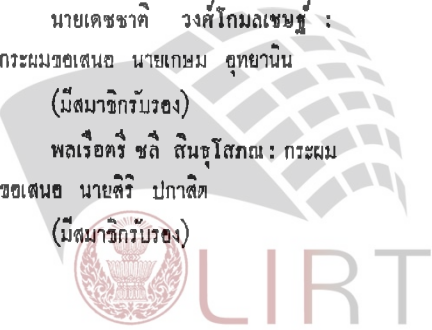 นายเดชชาติ วงศ์โกมลเชษฐ์ :
กระผมขอเสนอ นายเกษม อุทยานิน
(มีสมาชิกรับรอง)
พลเรือตรี ชลี สินธุโสภณ : กระผม
ขอเสนอ นายสิริ ปกาสิต
(มีสมาชิกรับรอง)
LIRT